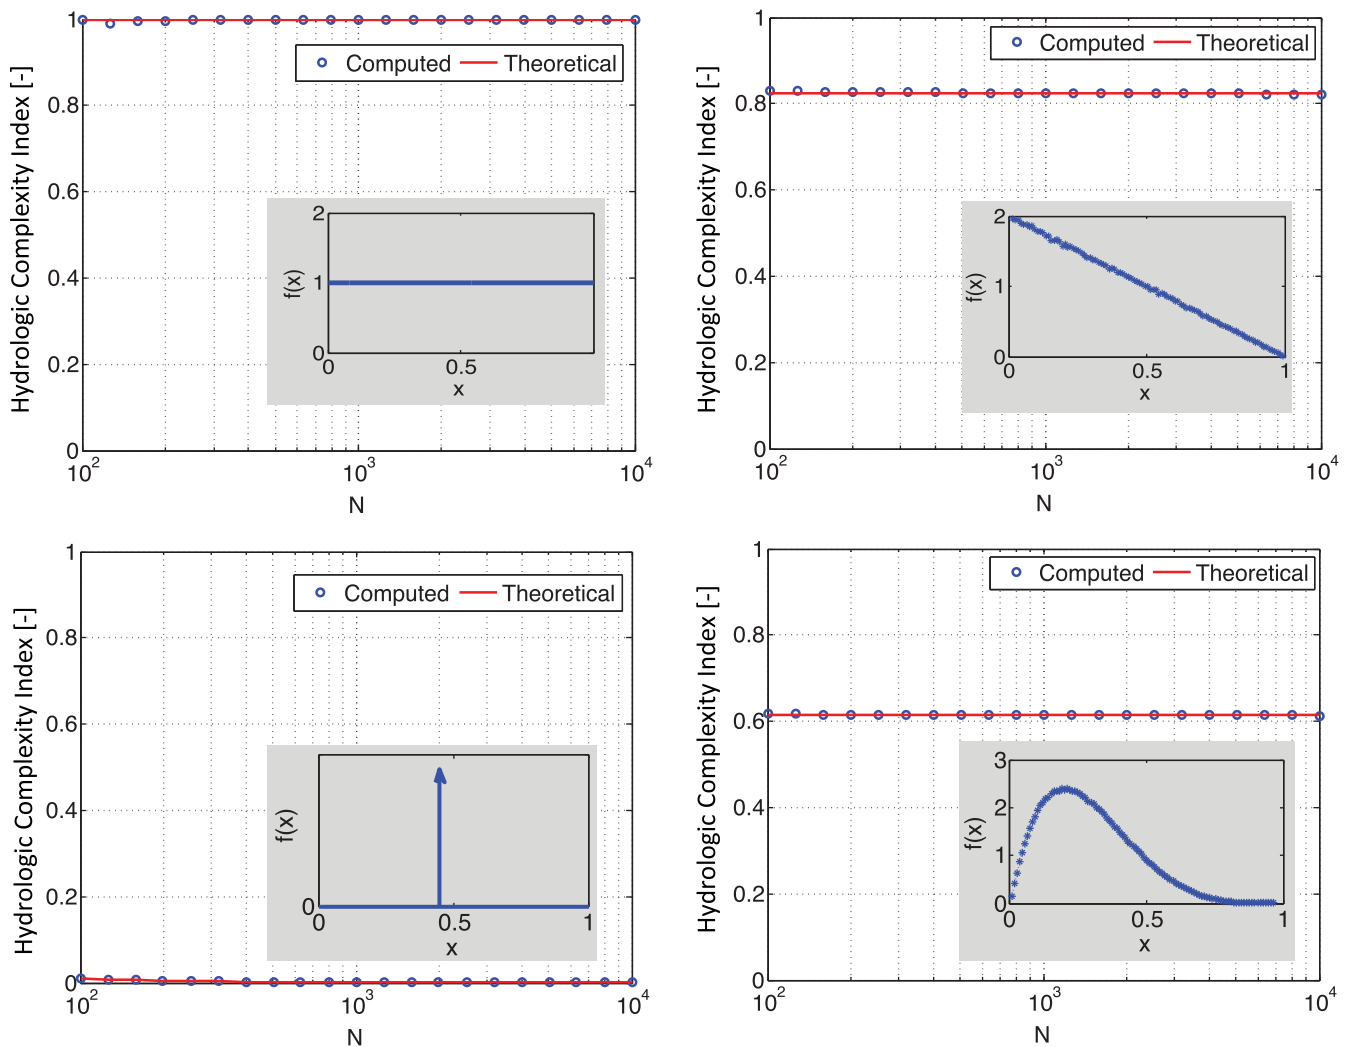 Hydrologic Complexity Index [-]
1
0.8
0.6
0.4
0.2
0
10² 10³ 10⁴
N
Computed Theoretical
f(x)
2
1
0
0 0.5
x
Hydrologic Complexity Index [-]
1
0.8
0.6
0.4
0.2
0
10² 10³ 10⁴
N
Computed Theoretical
f(x)
2
1
0
0 0.5 1
x
Hydrologic Complexity Index [-]
1
0.8
0.6
0.4
0.2
0
10² 10³ 10⁴
N
Computed Theoretical
f(x)
0
0 0.5 1
x
Hydrologic Complexity Index [-]
1
0.8
0.6
0.4
0.2
0
10² 10³ 10⁴
N
Computed Theoretical
f(x)
3
2
1
0
0 0.5 1
x